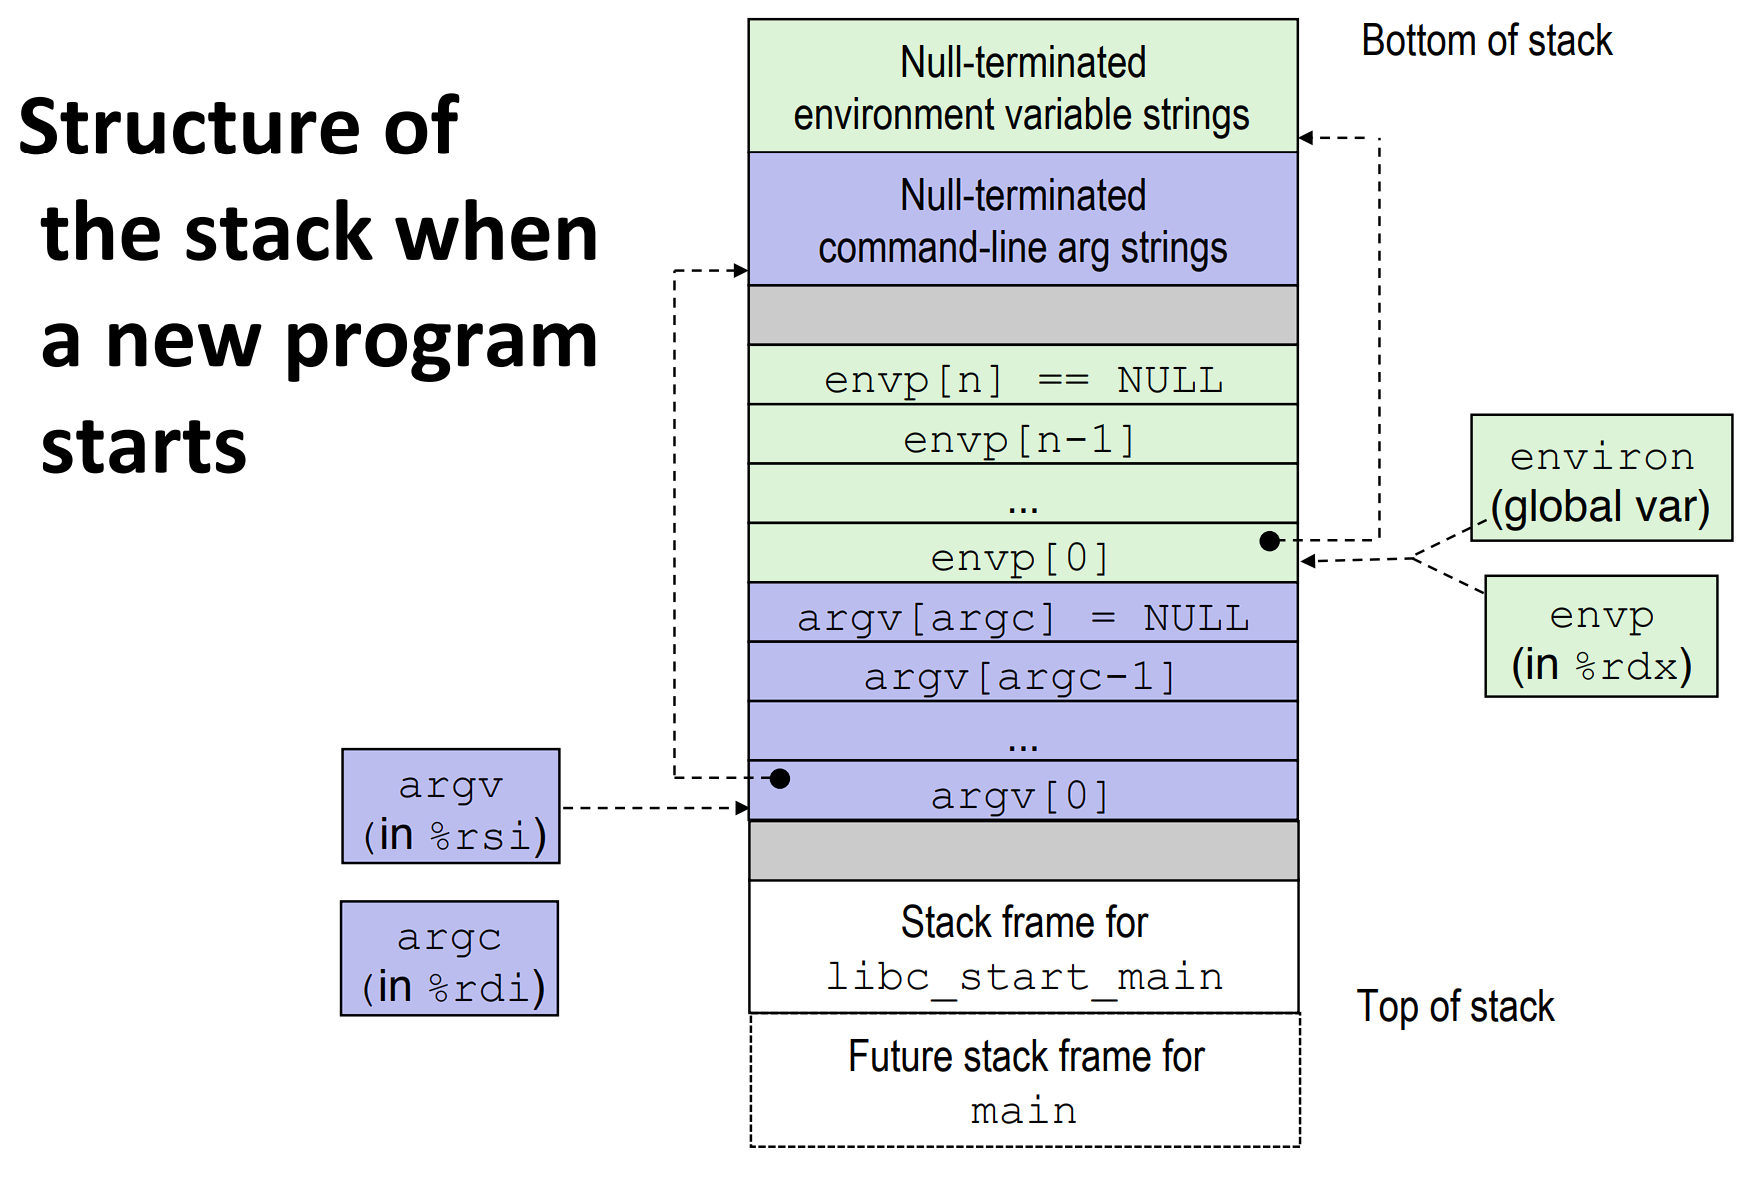 Structure of
the stack when
a new program
starts
Bottom of stack
Null-terminated
environment variable strings
Null-terminated
command-line arg strings
envp[n] == NULL
envp[n-1]
...
envp[0]
argv[argc] = NULL
argv[argc-1]
...
argv[0]
environ
(global var)
envp
(in %rdx)
argv
(in %rsi)
argc
(in %rdi)
Stack frame for
libc_start_main
Top of stack
Future stack frame for
main